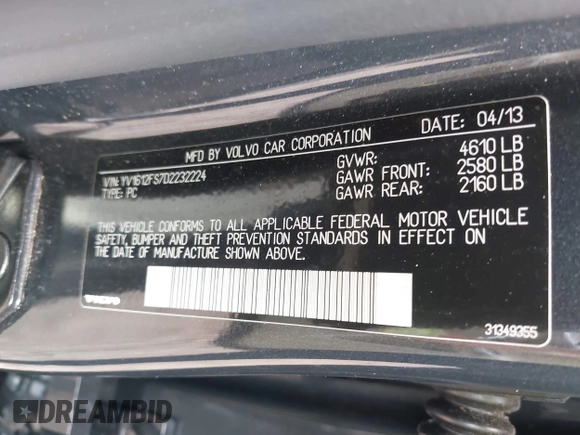 MFD BY VOLVO CAR CORPORATION DATE: 04/13
VIN: YV1612FS7D2232224
TYPE: PC
GVWR: 4610 LB
GAWR FRONT: 2580 LB
GAWR REAR: 2160 LB
THIS VEHICLE CONFORMS TO ALL APPLICABLE FEDERAL MOTOR VEHICLE
SAFETY, BUMPER AND THEFT PREVENTION STANDARDS IN EFFECT ON
THE DATE OF MANUFACTURE SHOWN ABOVE.
VOLVO
31349355
DREAMBID